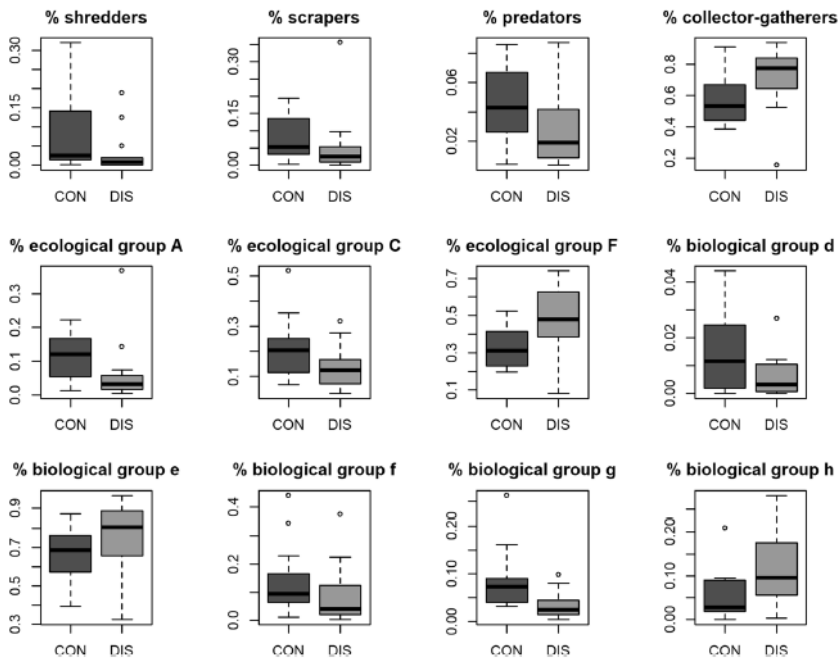 % shredders
0.30
0.15
0.00
CON DIS
% scrapers
0.30
0.15
0.00
CON DIS
% predators
0.06
0.02
CON DIS
% collector-gatherers
0.8
0.6
0.4
0.2
CON DIS
% ecological group A
0.3
0.2
0.1
0.0
CON DIS
% ecological group C
0.5
0.3
0.1
CON DIS
% ecological group F
0.7
0.5
0.3
0.1
CON DIS
% biological group d
0.04
0.02
0.00
CON DIS
% biological group e
0.9
0.7
0.5
0.3
CON DIS
% biological group f
0.4
0.2
0.0
CON DIS
% biological group g
0.20
0.10
0.00
CON DIS
% biological group h
0.20
0.10
0.00
CON DIS